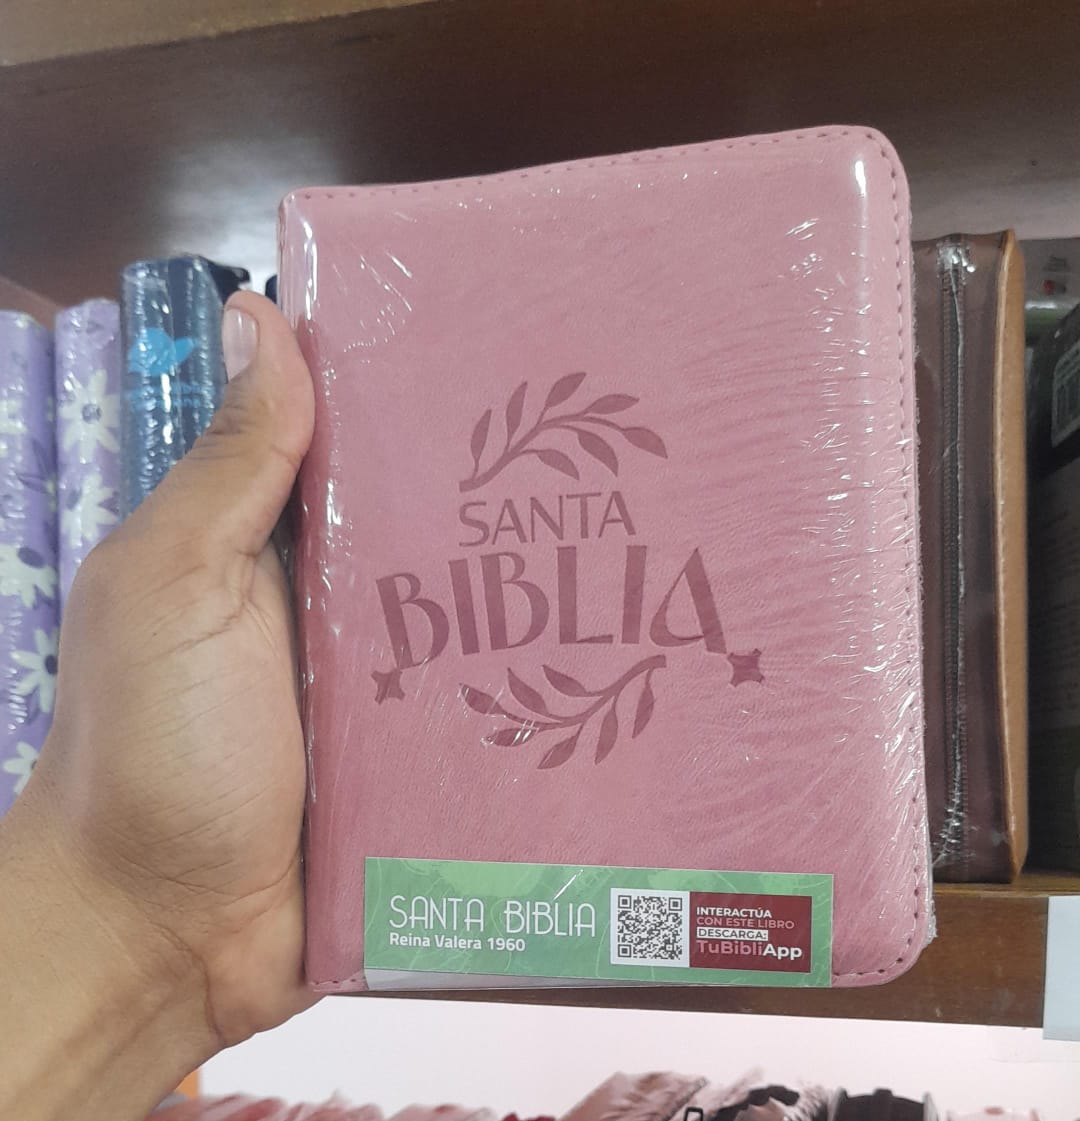 SANTA
BIBLIA
SANTA BIBLIA
Reina Valera 1960
INTERACTÚA
CON ESTE LIBRO
DESCARGA:
TuBibliApp